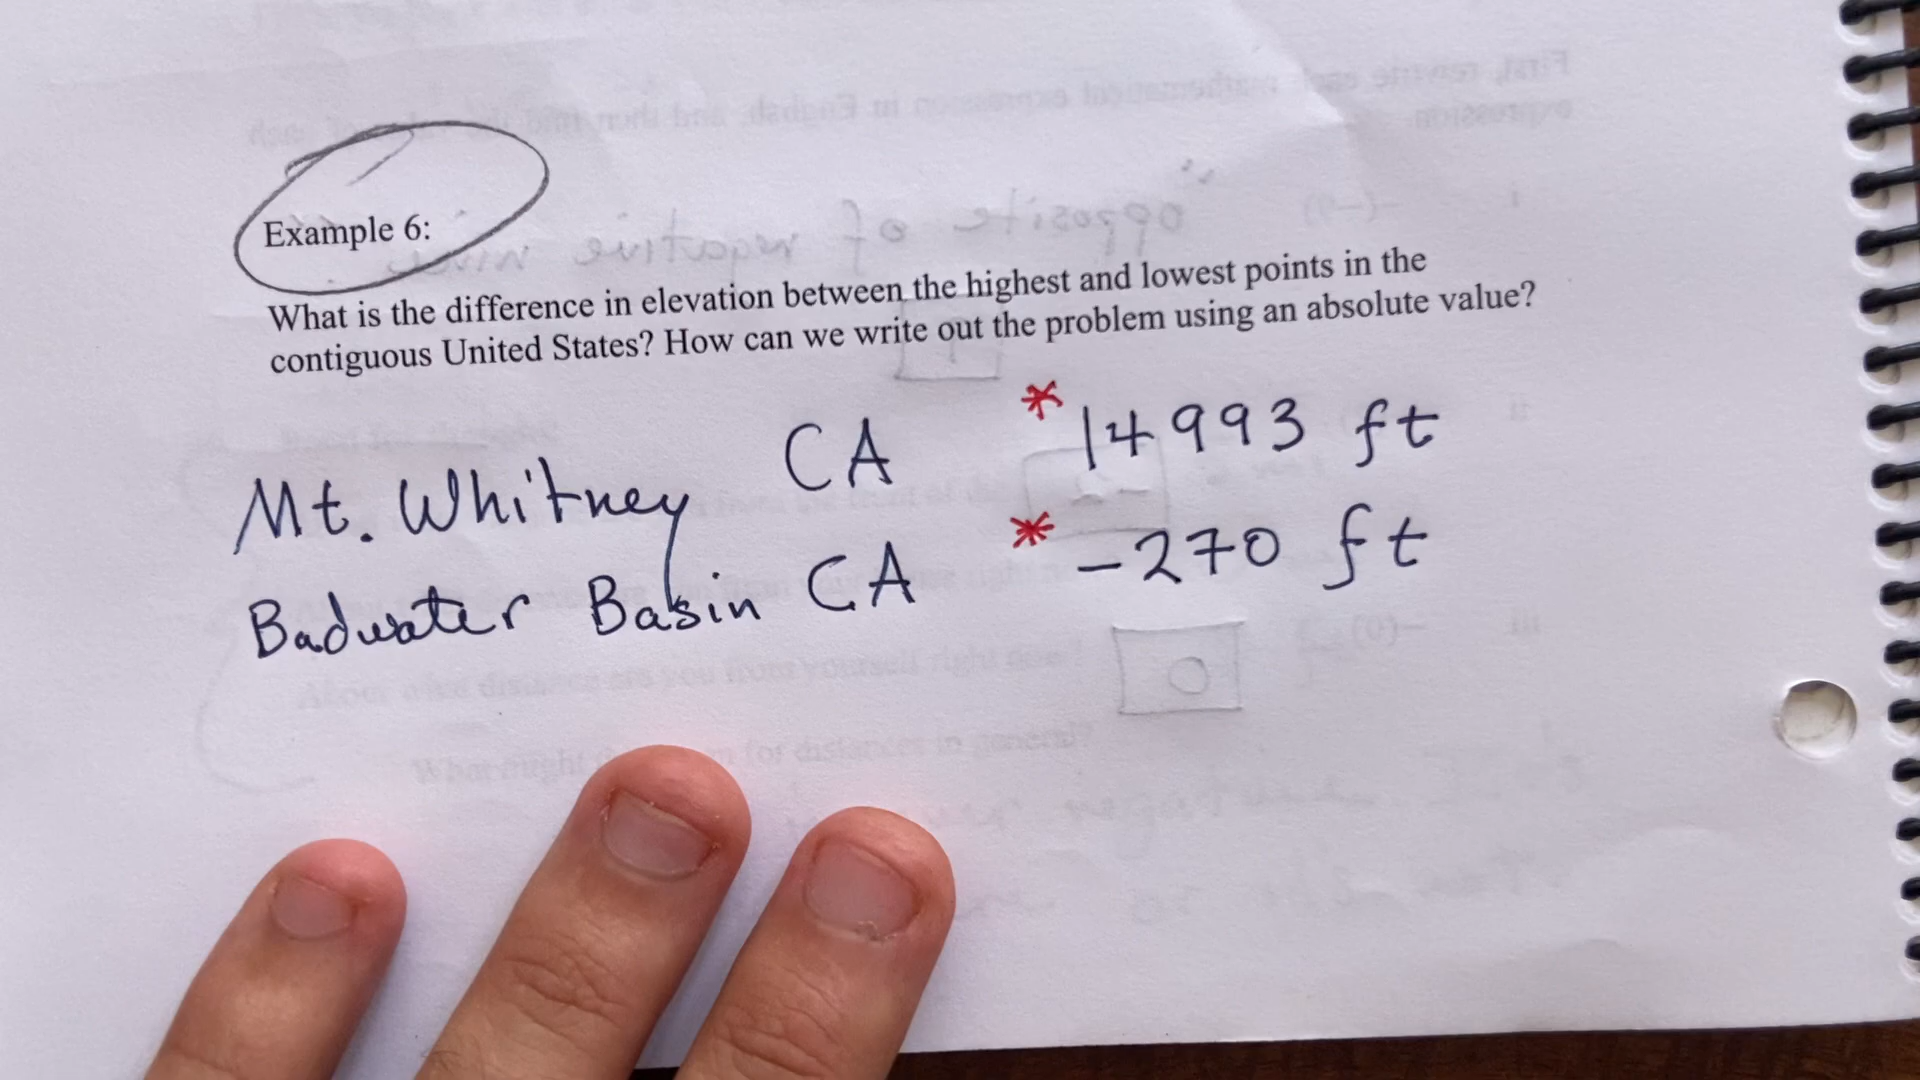 Example 6:
What is the difference in elevation between the highest and lowest points in the
contiguous United States? How can we write out the problem using an absolute value?
Mt. Whitney CA * 14993 ft
Badwater Basin CA * -270 ft